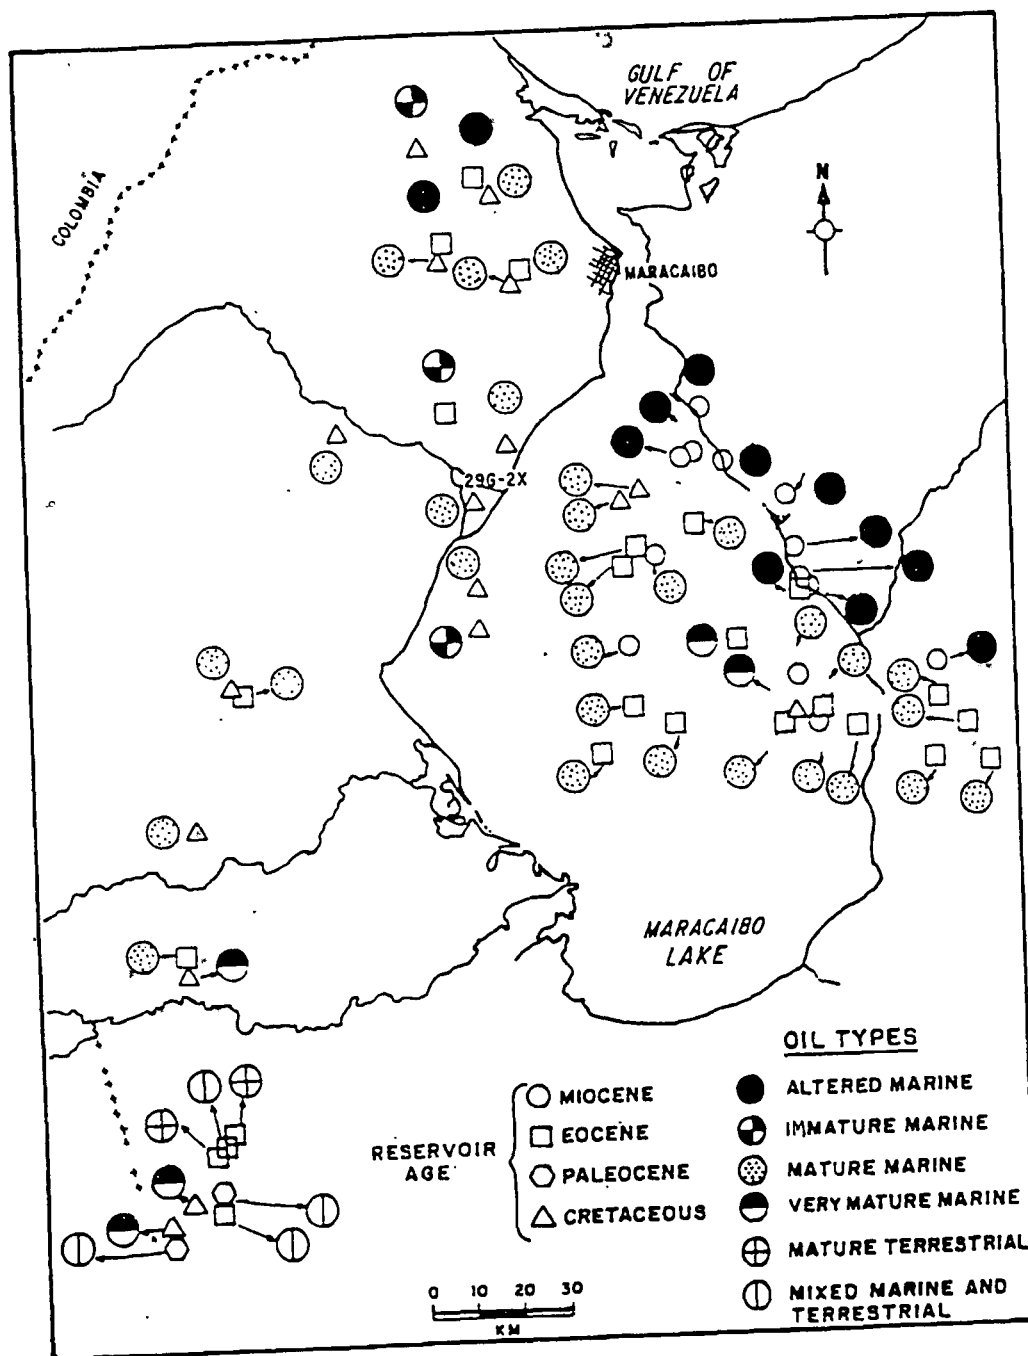 GULF OF
VENEZUELA
COLOMBIA
N
MARACAIBO
29G-2X
MARACAIBO
LAKE
OIL TYPES
ALTERED MARINE
IMMATURE MARINE
MATURE MARINE
VERY MATURE MARINE
MATURE TERRESTRIAL
MIXED MARINE AND
TERRESTRIAL
RESERVOIR
AGE
MIOCENE
EOCENE
PALEOCENE
CRETACEOUS
0 10 20 30
KM